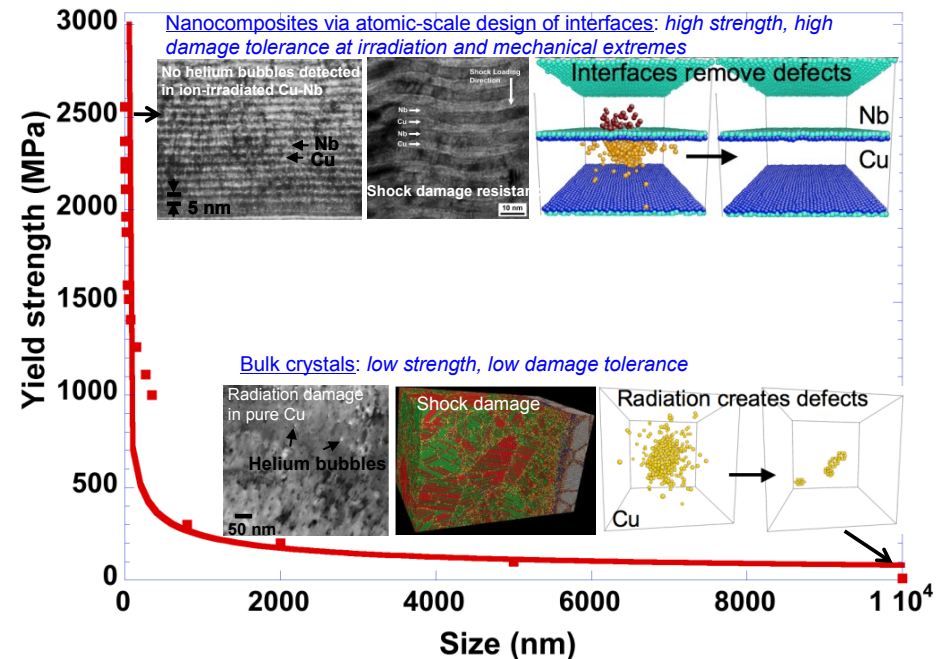 Nanocomposites via atomic-scale design of interfaces: high strength, high
damage tolerance at irradiation and mechanical extremes
No helium bubbles detected
in ion-irradiated Cu-Nb
Nb
Cu
5 nm
Shock Loading
Direction
Nb
Cu
Nb
Cu
Shock damage resistan
10 nm
Interfaces remove defects
Nb
Cu
Bulk crystals: low strength, low damage tolerance
Radiation damage
in pure Cu
Helium bubbles
50 nm
Shock damage
Radiation creates defects
Cu
Yield strength (MPa)
3000
2500
2000
1500
1000
500
0
0
2000
4000
6000
8000
1 10⁴
Size (nm)